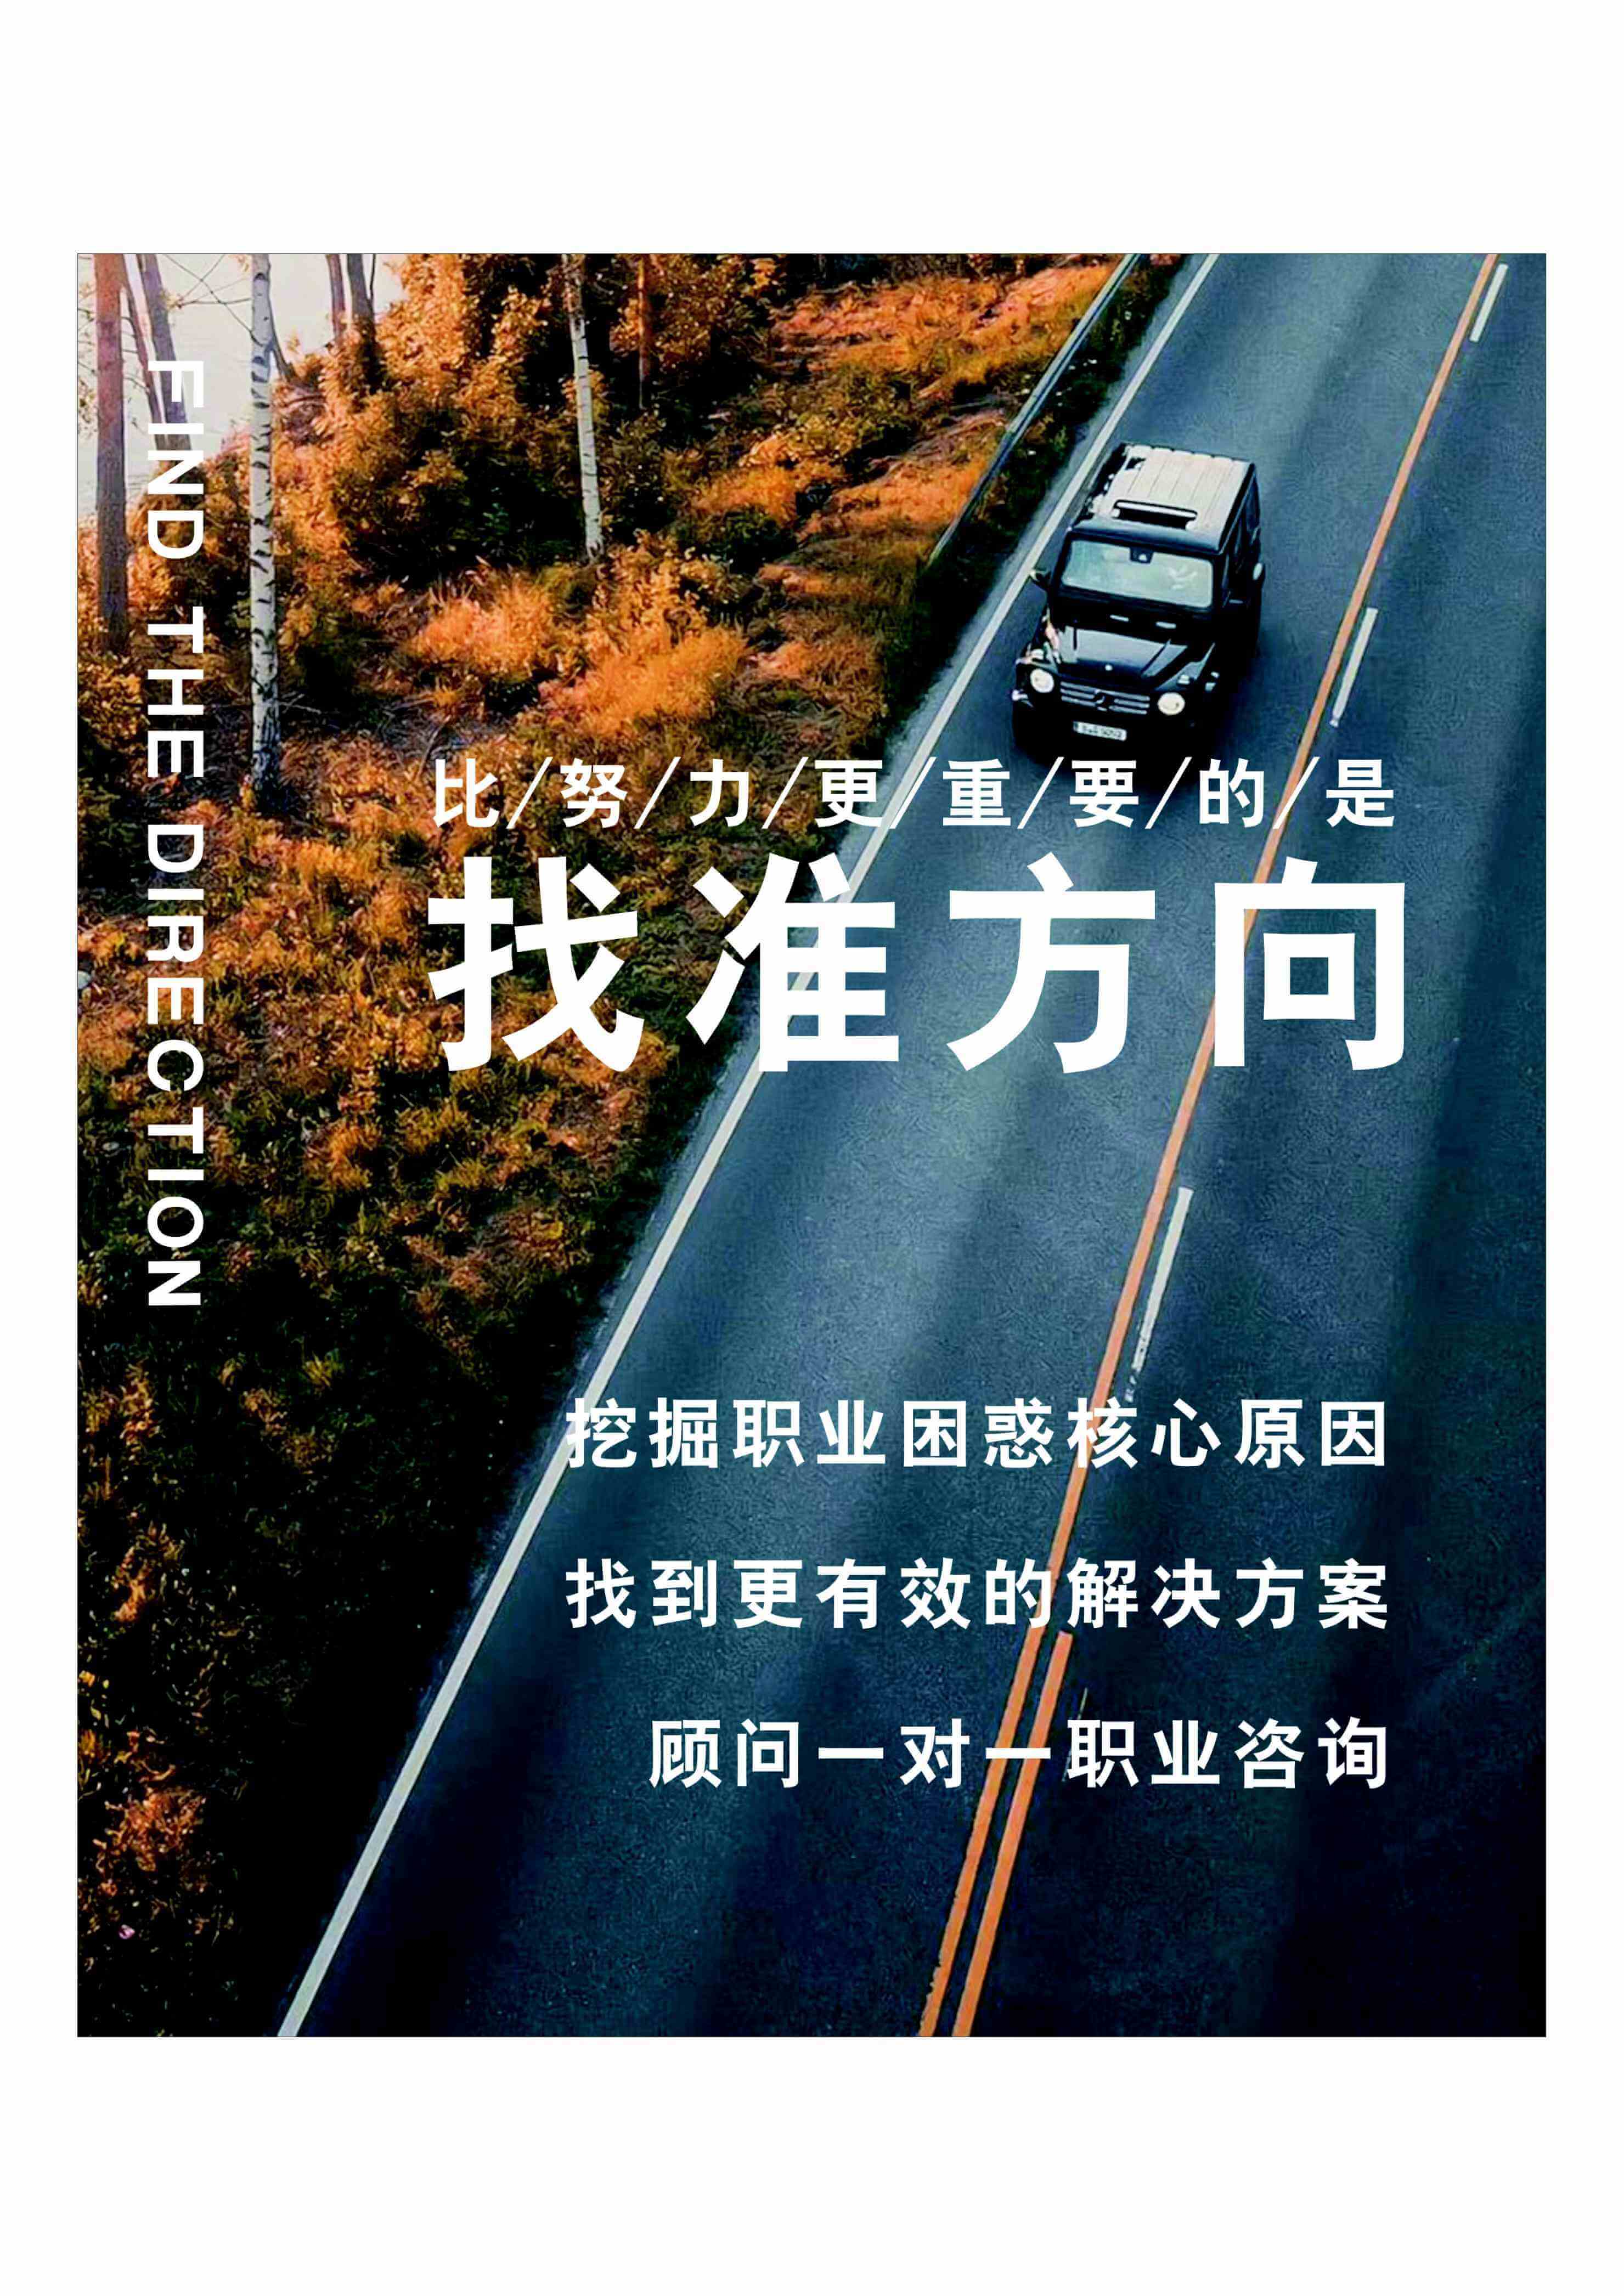 FIND THE DIRECTION
比/努/力/更/重/要/的/是
找准方向
挖掘职业困惑核心原因
找到更有效的解决方案
顾问一对一职业咨询